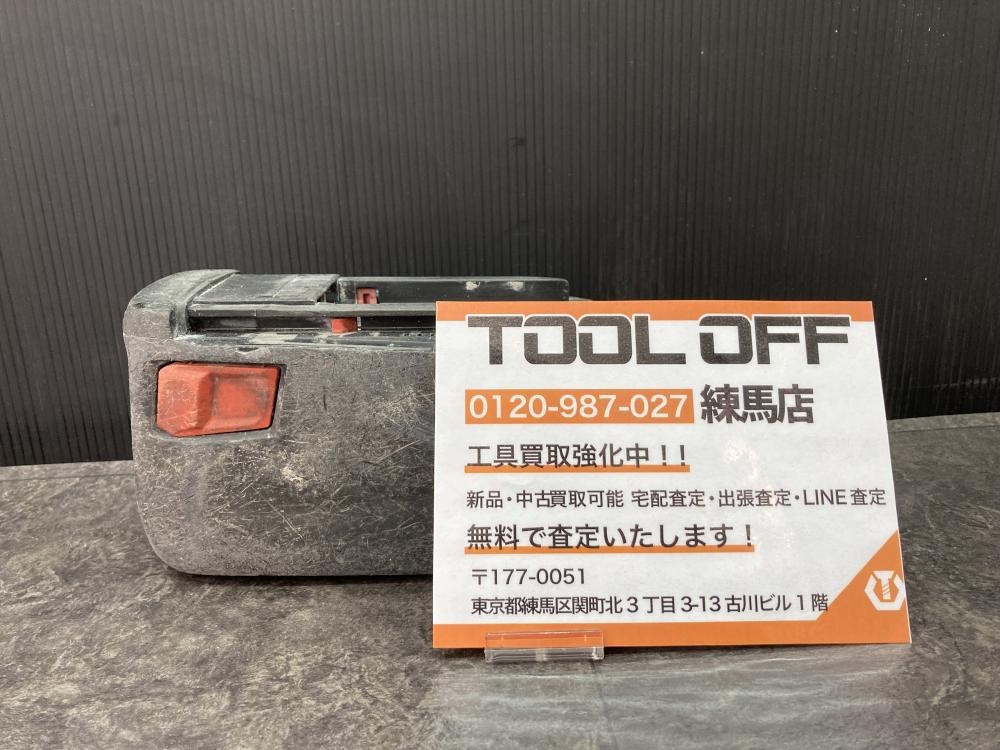 TOOL OFF
0120-987-027 練馬店
工具買取強化中!!
新品・中古買取可能 宅配査定・出張査定・LINE査定
無料で査定いたします!
〒177-0051
東京都練馬区関町北3丁目3-13古川ビル1階